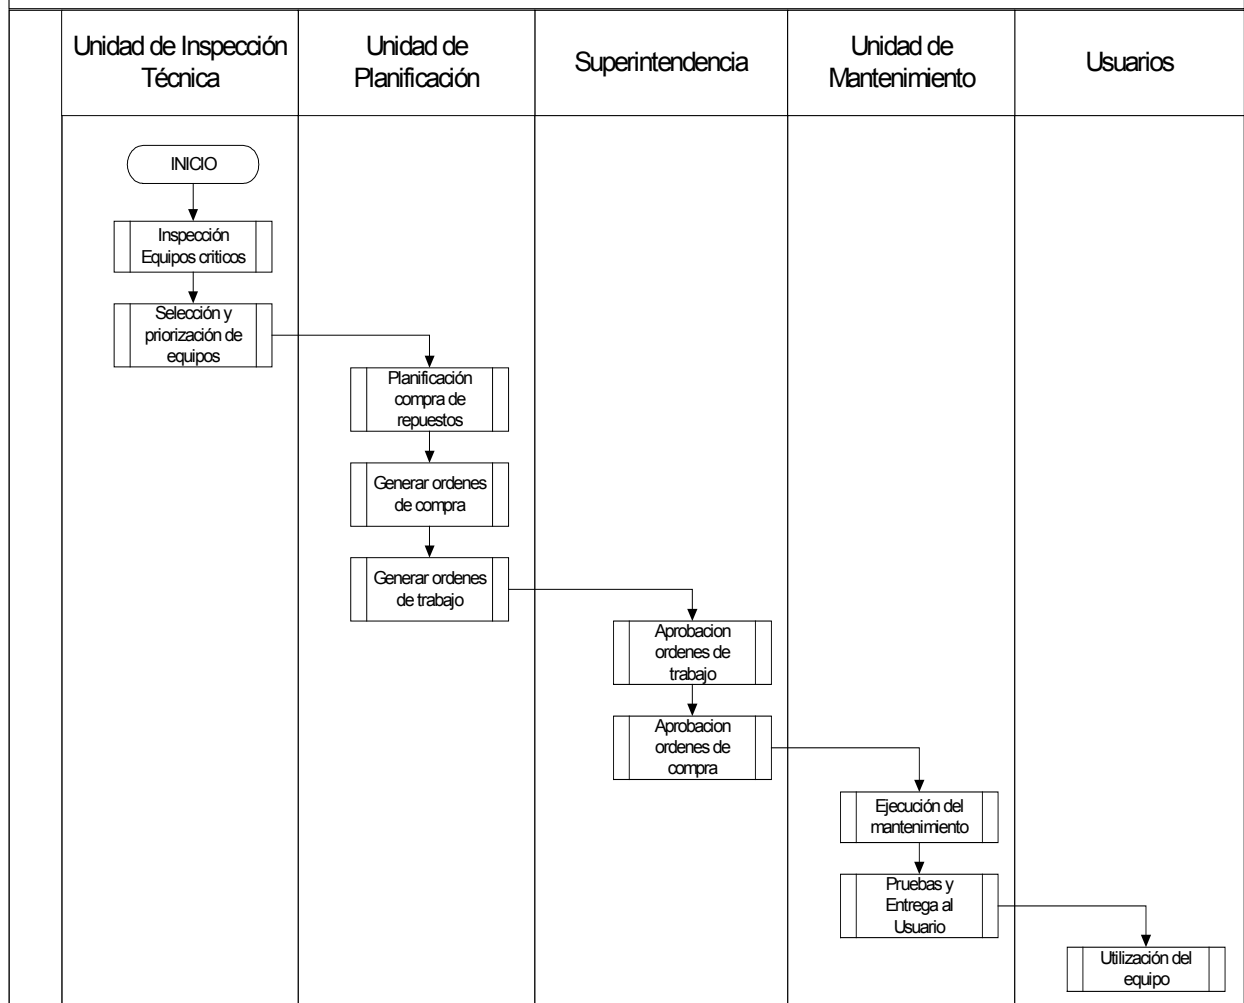 Unidad de Inspección
Técnica
Unidad de
Planificación
Superintendencia
Unidad de
Mantenimiento
Usuarios
INICIO
Inspección
Equipos criticos
Selección y
priorización de
equipos
Planificación
compra de
repuestos
Generar ordenes
de compra
Generar ordenes
de trabajo
Aprobacion
ordenes de
trabajo
Aprobacion
ordenes de
compra
Ejecución del
mantenimiento
Pruebas y
Entrega al
Usuario
Utilización del
equipo